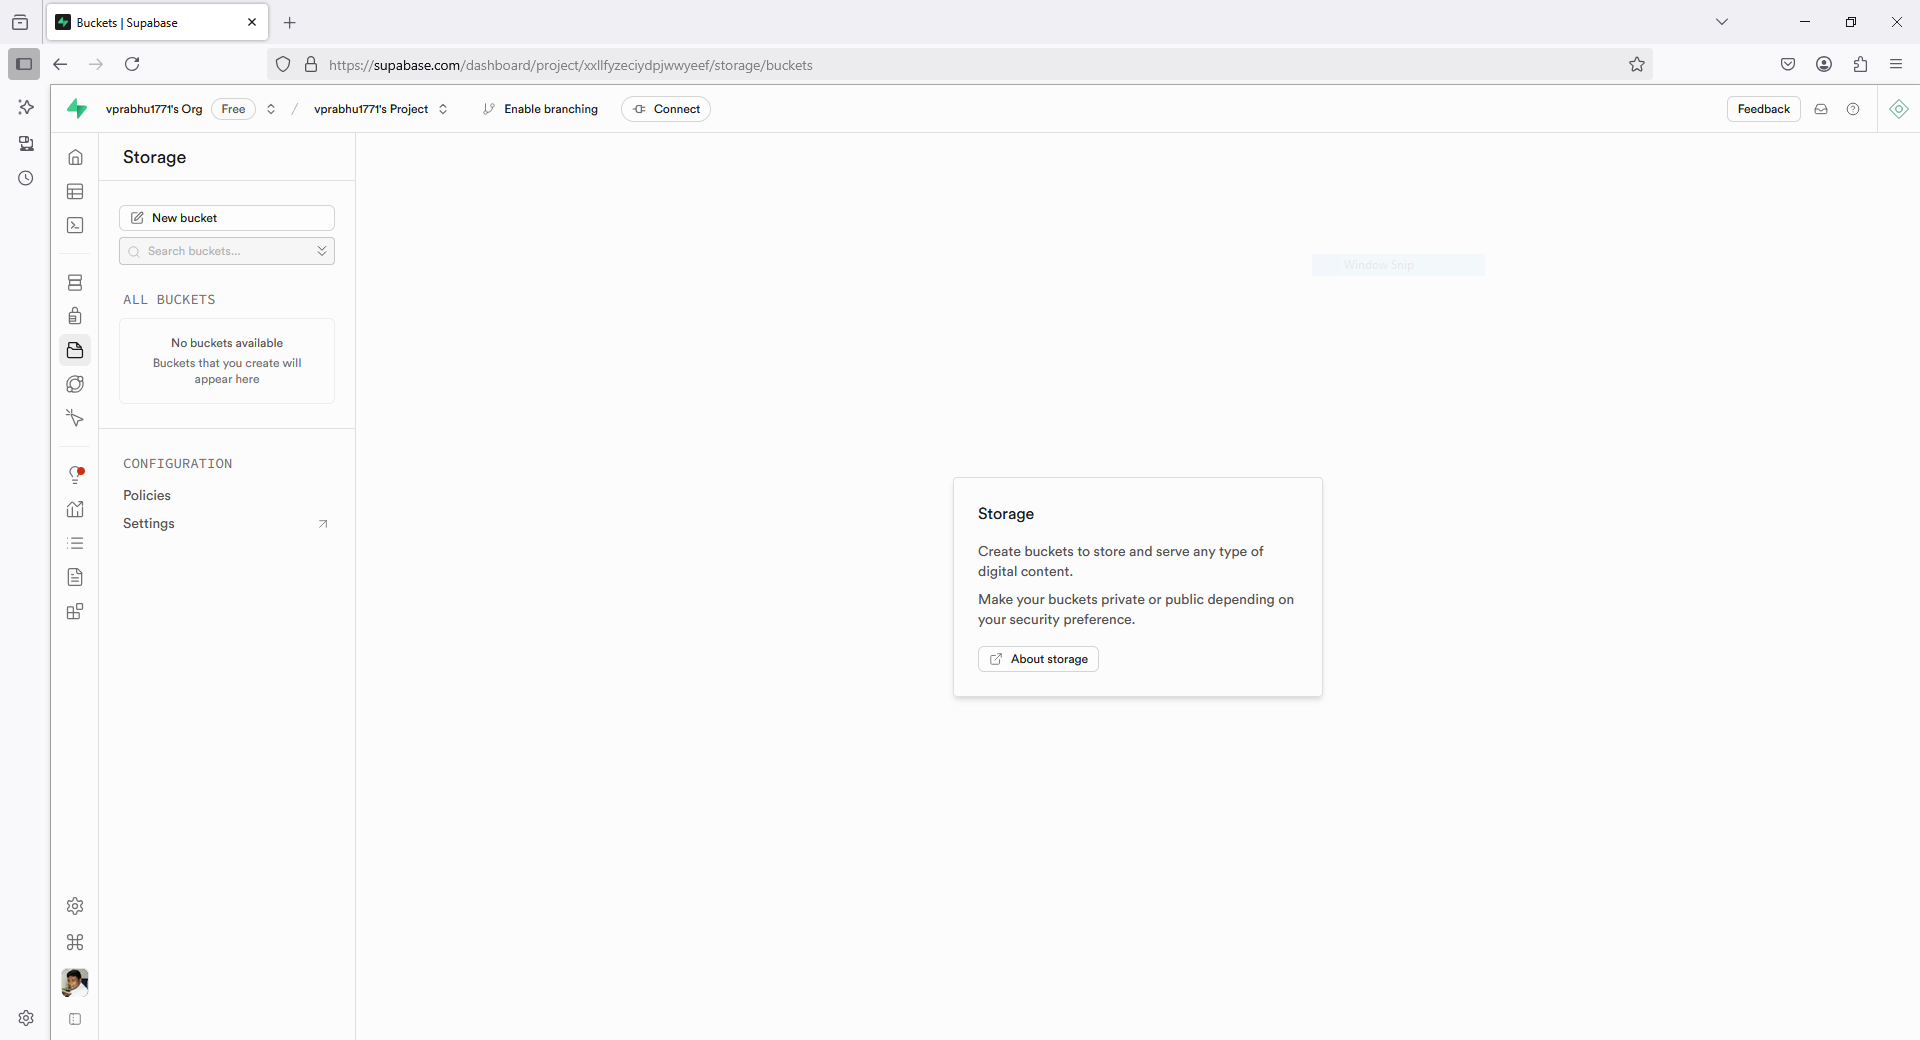 Buckets | Supabase
https://supabase.com/dashboard/project/xxllfyzeciydpjwwyeef/storage/buckets
vprabhu1771's Org Free / vprabhu1771's Project Enable branching Connect Feedback
Storage
New bucket
Search buckets...
Window Snip
ALL BUCKETS
No buckets available
Buckets that you create will
appear here
CONFIGURATION
Policies
Settings
Storage
Create buckets to store and serve any type of
digital content.
Make your buckets private or public depending on
your security preference.
About storage